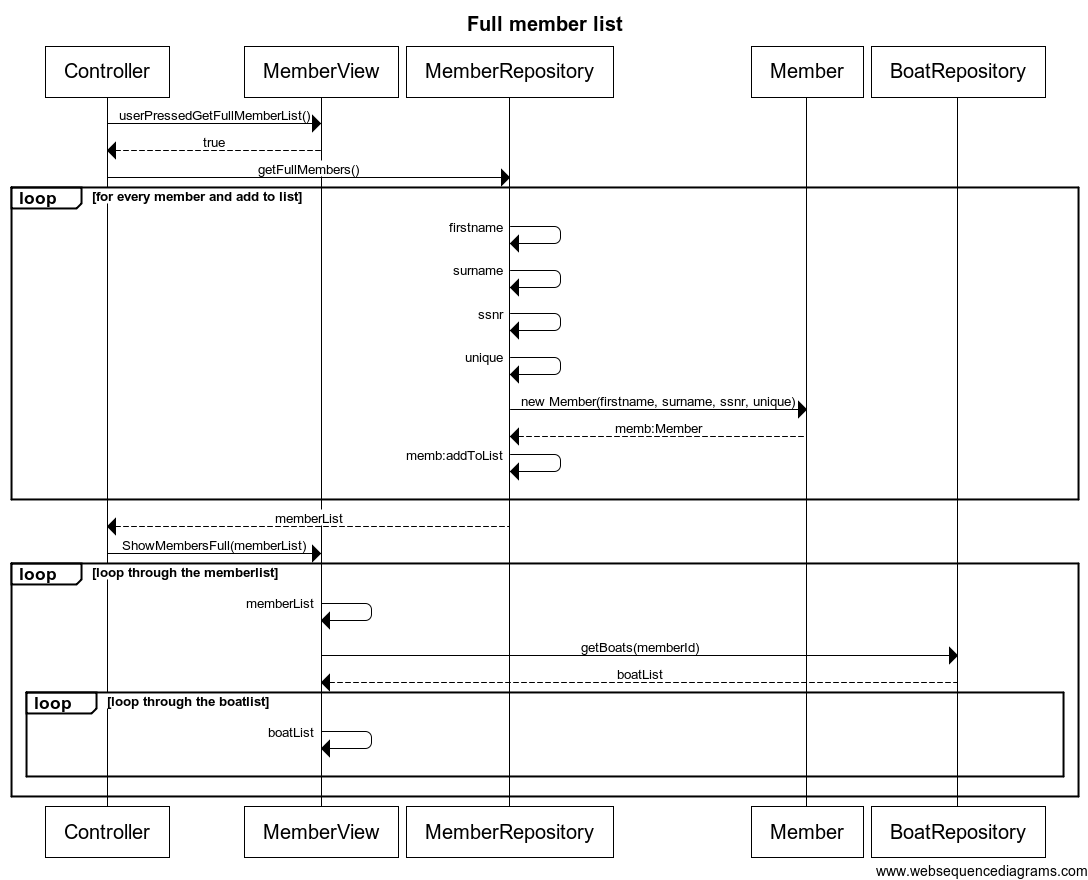 Full member list
Controller
MemberView
MemberRepository
Member
BoatRepository
userPressedGetFullMemberList()
true
getFullMembers()
loop [for every member and add to list]
firstname
surname
ssnr
unique
new Member(firstname, surname, ssnr, unique)
memb:Member
memb:addToList
memberList
ShowMembersFull(memberList)
loop [loop through the memberlist]
memberList
getBoats(memberId)
boatList
loop [loop through the boatlist]
boatList
Controller
MemberView
MemberRepository
Member
BoatRepository
www.websequencediagrams.com